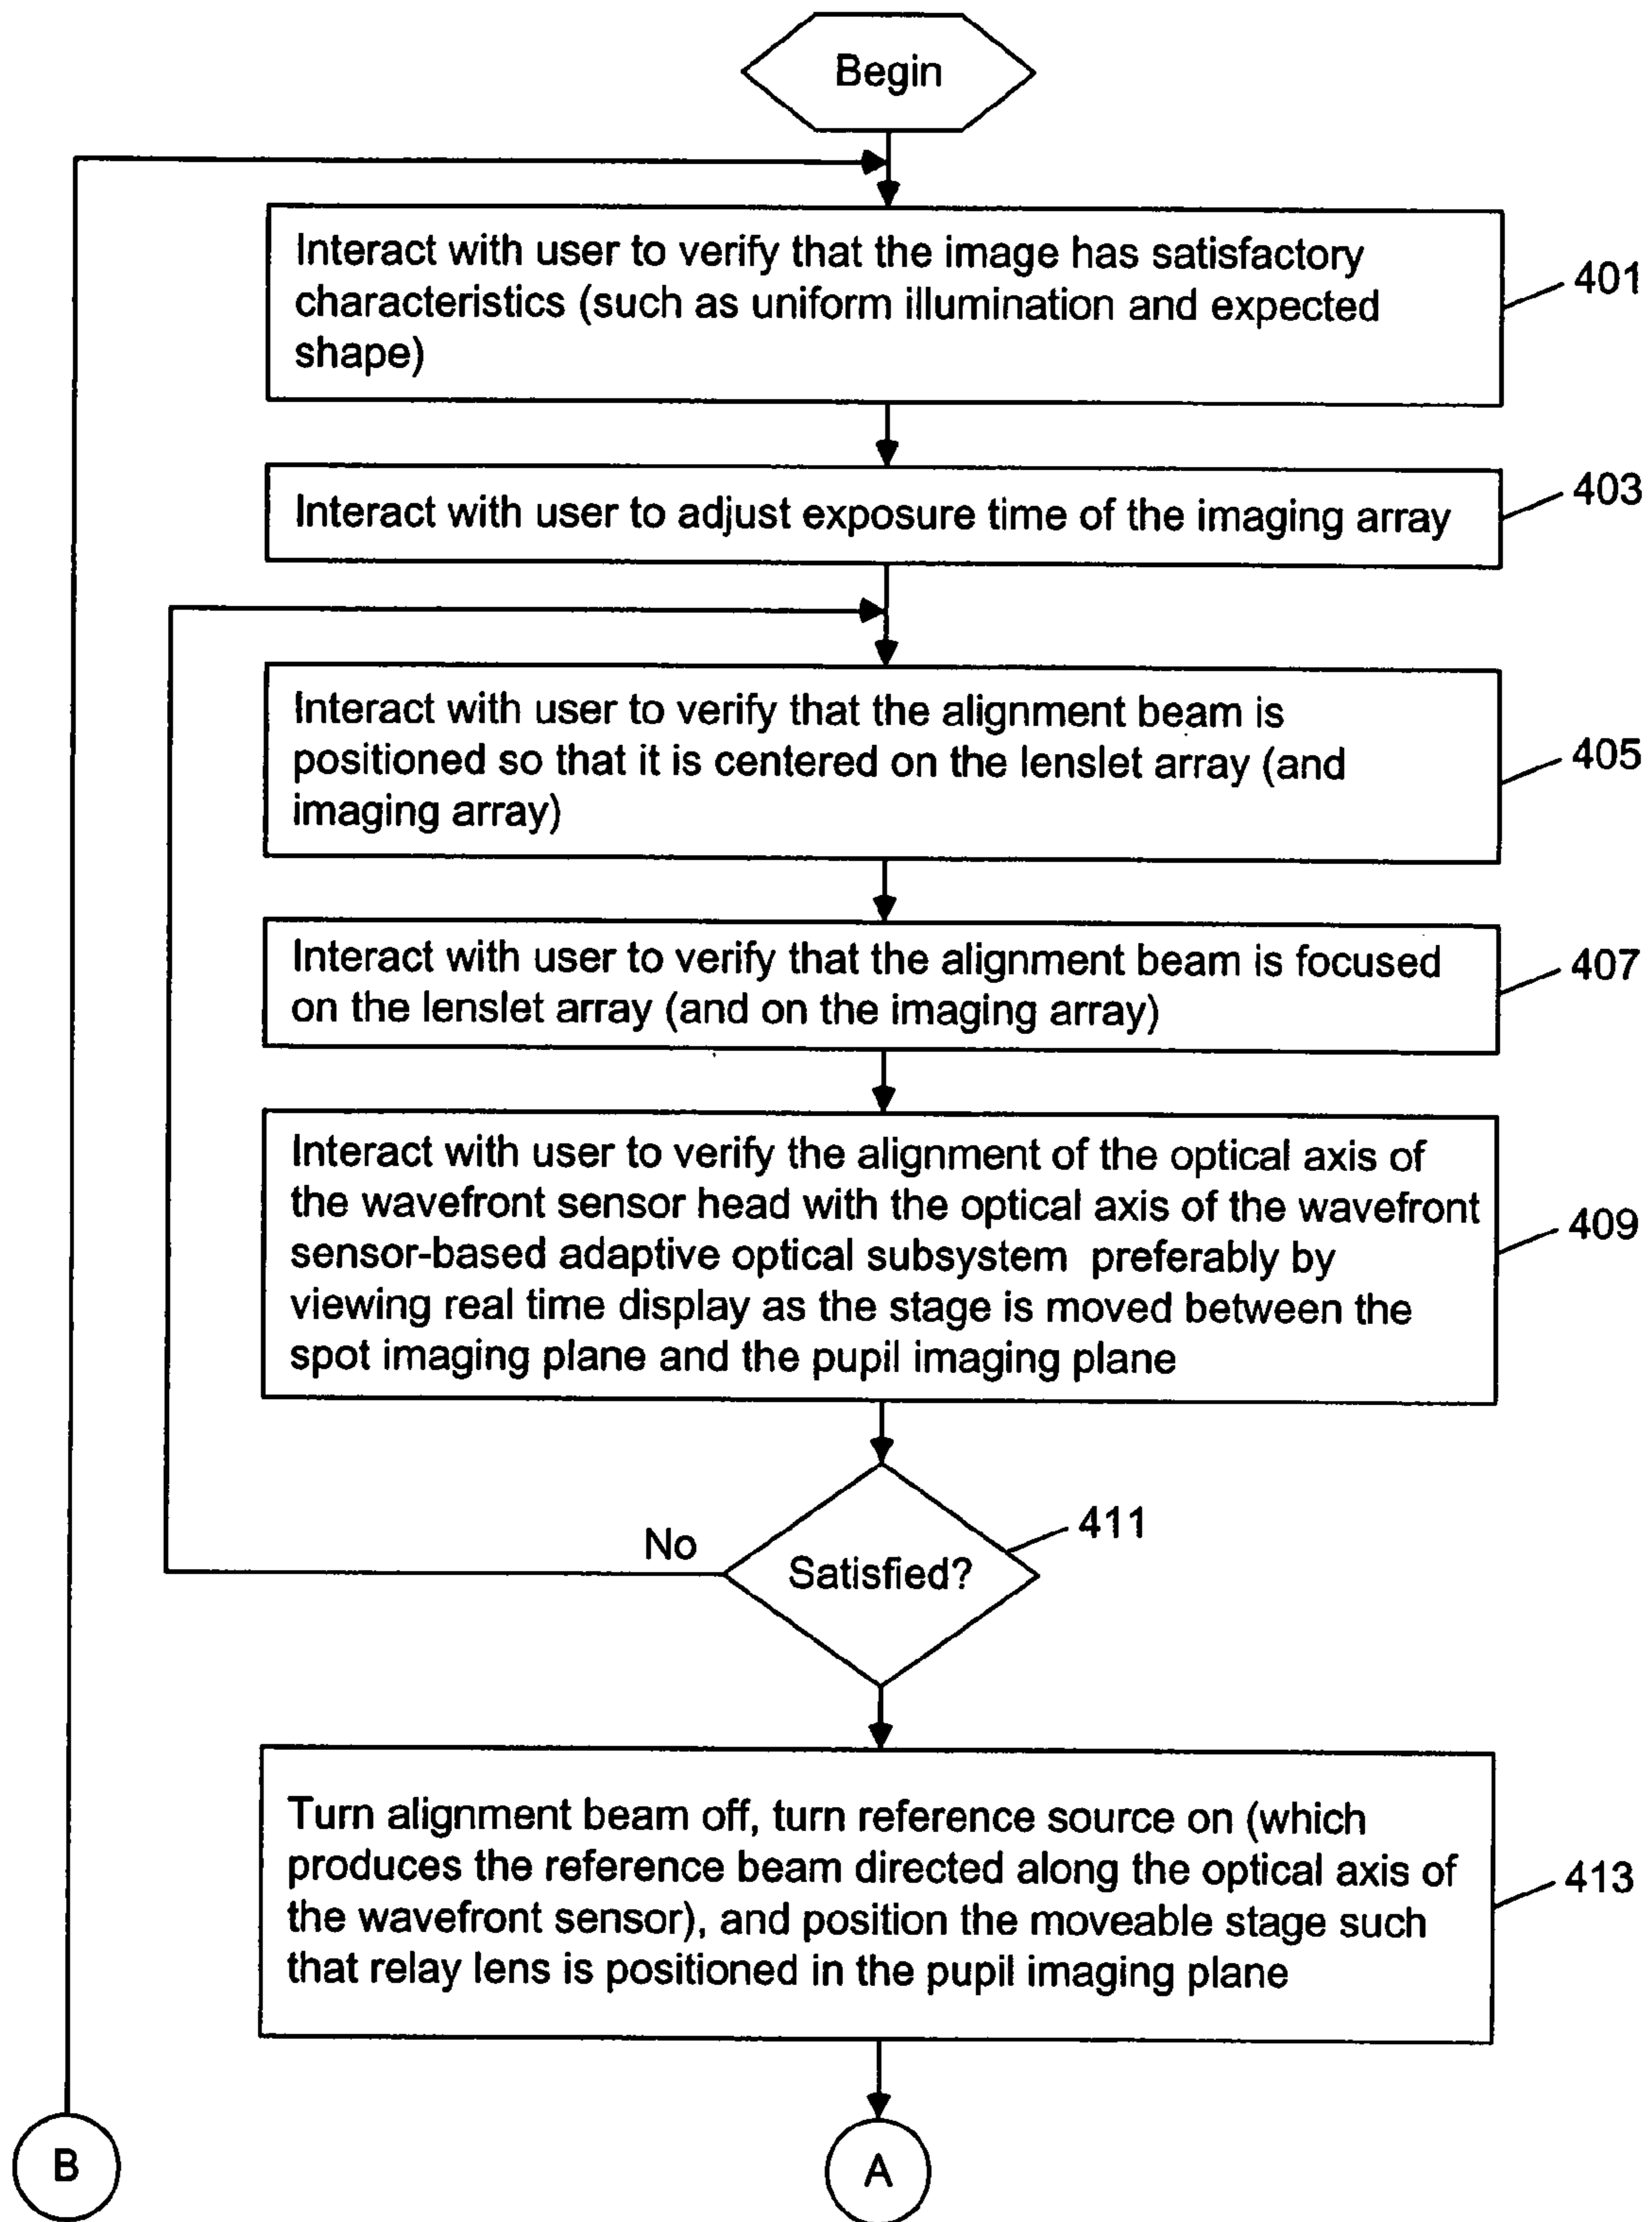 Begin
Interact with user to verify that the image has satisfactory
characteristics (such as uniform illumination and expected
shape)
401
Interact with user to adjust exposure time of the imaging array
403
Interact with user to verify that the alignment beam is
positioned so that it is centered on the lenslet array (and
imaging array)
405
Interact with user to verify that the alignment beam is focused
on the lenslet array (and on the imaging array)
407
Interact with user to verify the alignment of the optical axis of
the wavefront sensor head with the optical axis of the wavefront
sensor-based adaptive optical subsystem preferably by
viewing real time display as the stage is moved between the
spot imaging plane and the pupil imaging plane
409
411
No
Satisfied?
Turn alignment beam off, turn reference source on (which
produces the reference beam directed along the optical axis of
the wavefront sensor), and position the moveable stage such
that relay lens is positioned in the pupil imaging plane
413
B
A